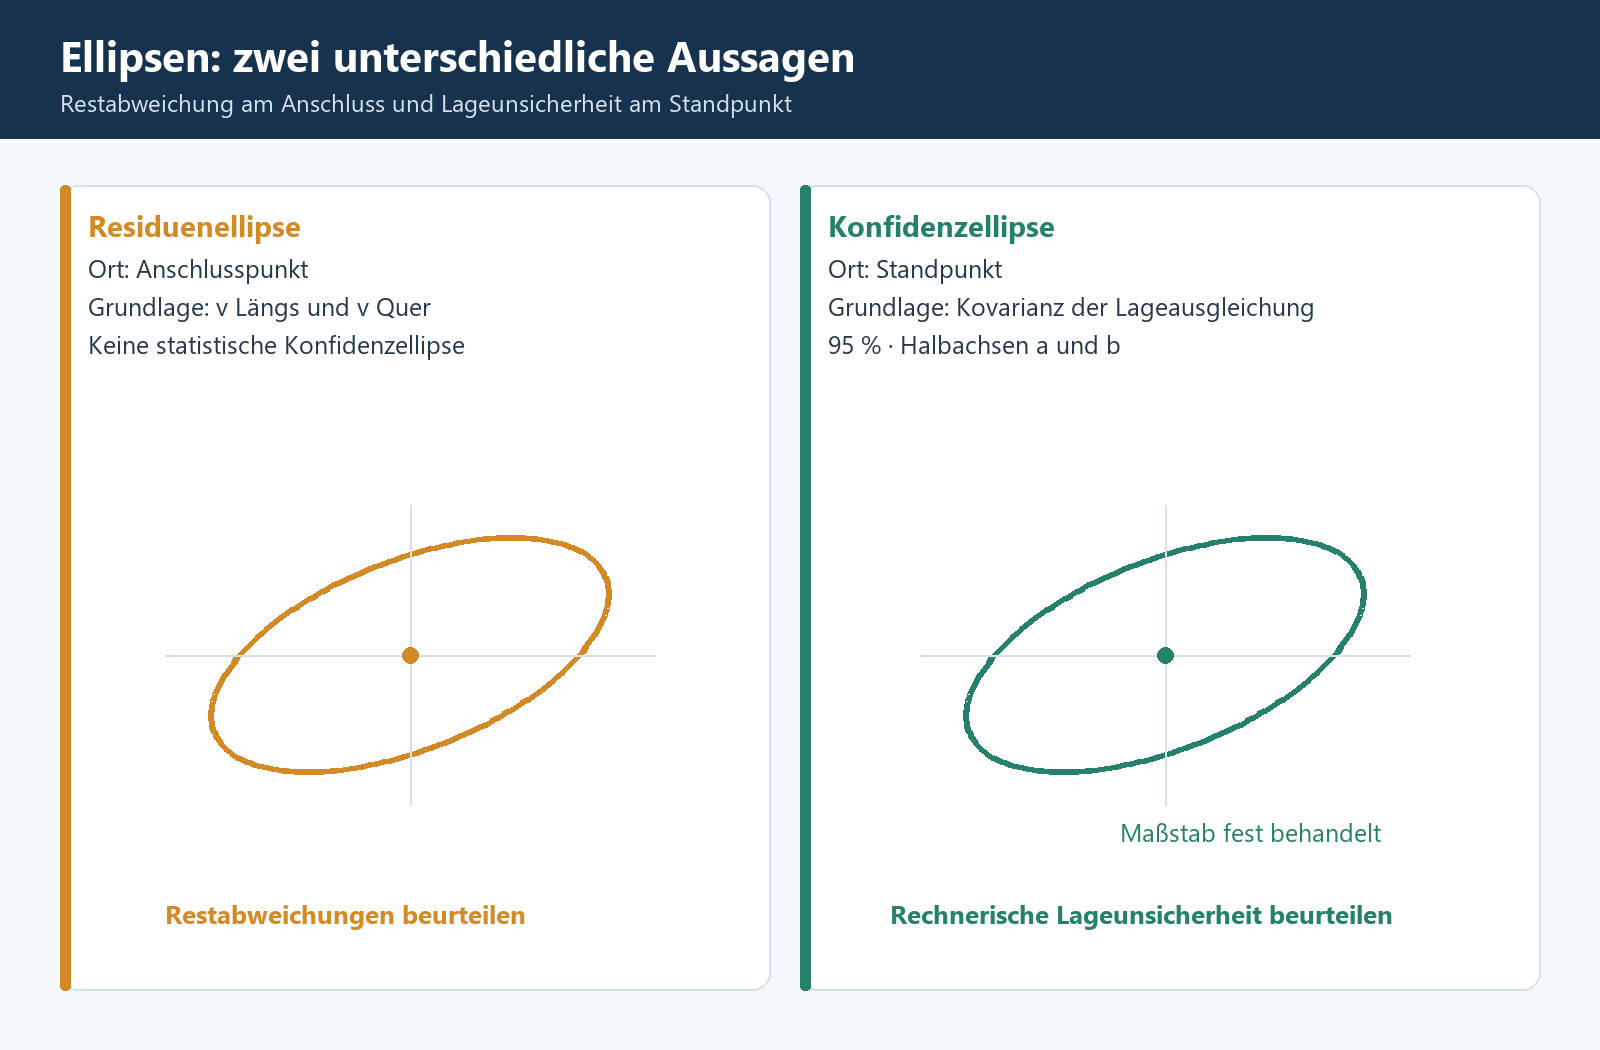 Ellipsen: zwei unterschiedliche Aussagen
Restabweichung am Anschluss und Lageunsicherheit am Standpunkt
Residuenellipse
Ort: Anschlusspunkt
Grundlage: v Längs und v Quer
Keine statistische Konfidenzellipse
Restabweichungen beurteilen
Konfidenzellipse
Ort: Standpunkt
Grundlage: Kovarianz der Lageausgleichung
95 % · Halbachsen a und b
Maßstab fest behandelt
Rechnerische Lageunsicherheit beurteilen